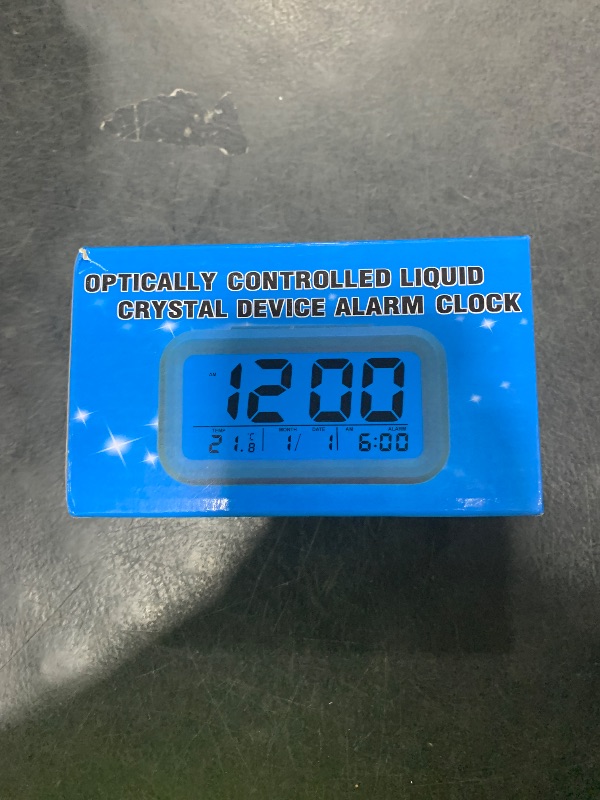 OPTICALLY CONTROLLED LIQUID
CRYSTAL DEVICE ALARM CLOCK
AM
12 00
TEMP MONTH DATE AM ALARM
21.8 °C 1/ 1 6:00